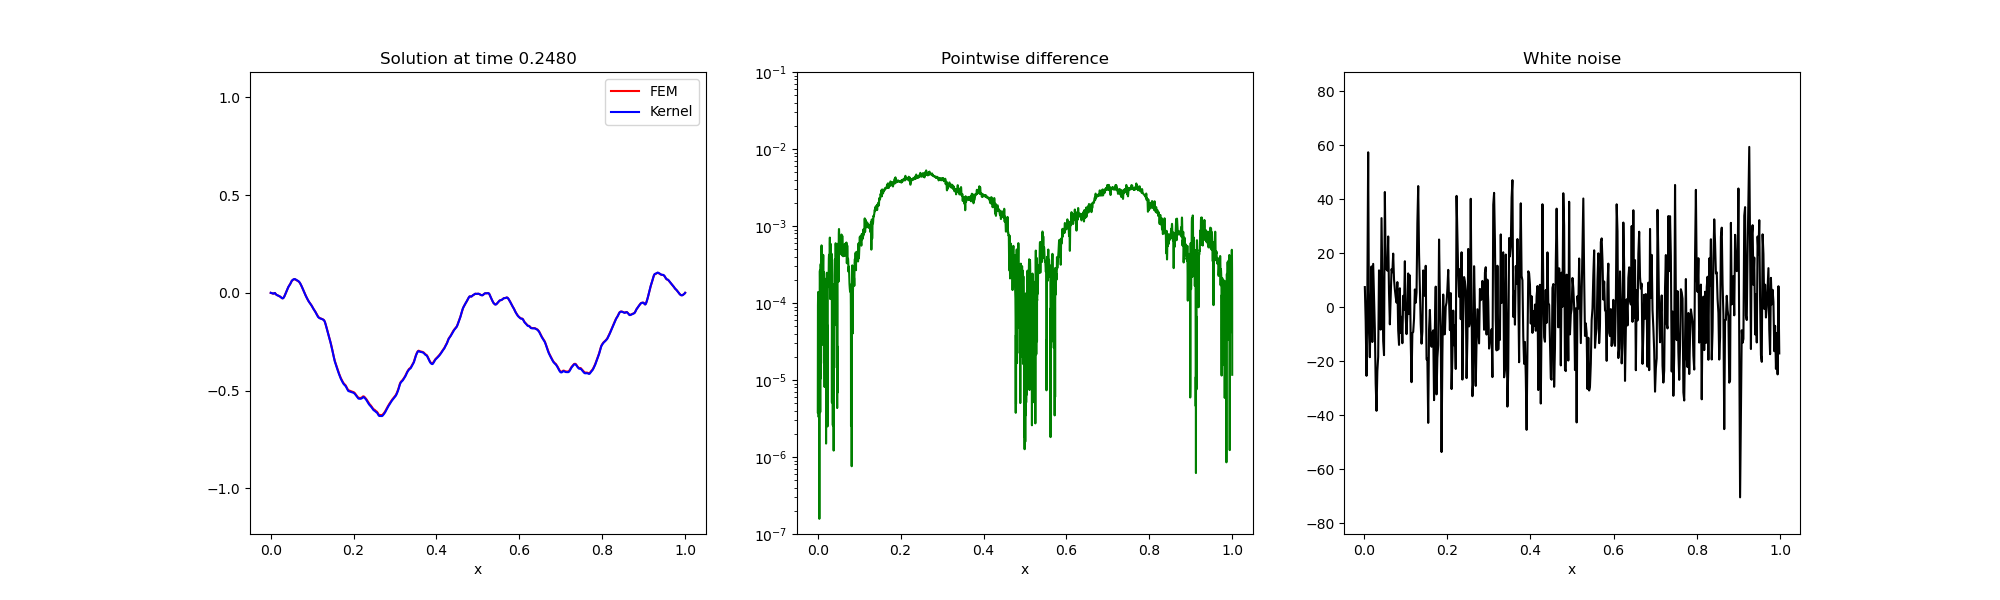 Solution at time 0.2480
FEM
Kernel
1.0
0.5
0.0
−0.5
−1.0
0.0 0.2 0.4 0.6 0.8 1.0
x
Pointwise difference
10⁻¹
10⁻²
10⁻³
10⁻⁴
10⁻⁵
10⁻⁶
10⁻⁷
0.0 0.2 0.4 0.6 0.8 1.0
x
White noise
80
60
40
20
0
−20
−40
−60
−80
0.0 0.2 0.4 0.6 0.8 1.0
x